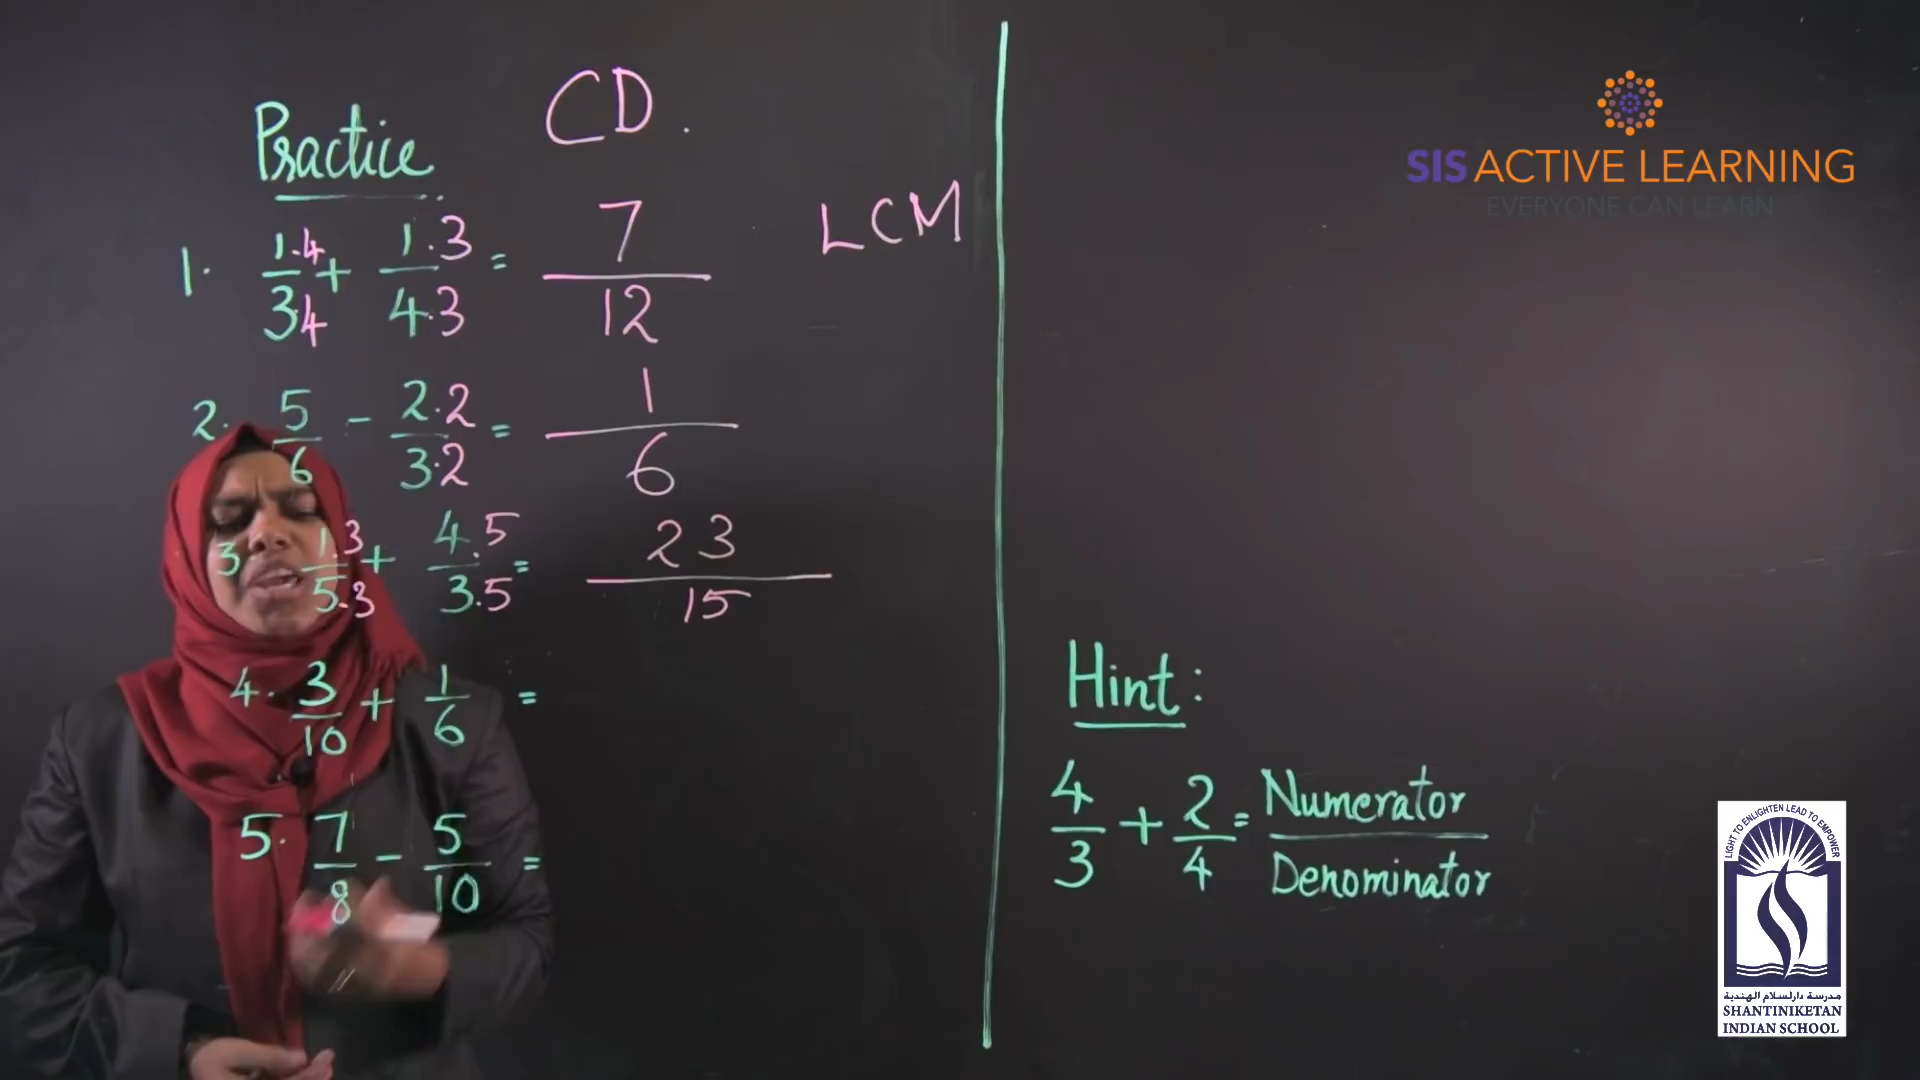 Practice
CD.
LCM
1. 1·4/3·4 + 1·3/4·3 = 7/12
2. 5/6 - 2·2/3·2 = 1/6
3 1·3/5·3 + 4·5/3·5 = 23/15
4. 3/10 + 1/6 =
5. 7/8 - 5/10 =
Hint:
4/3 + 2/4 = Numerator/Denominator
SIS ACTIVE LEARNING
EVERYONE CAN LEARN
LIGHT TO ENLIGHTEN LEAD TO EMPOWER
مدرسة دارلسلام الهندية
SHANTINIKETAN
INDIAN SCHOOL